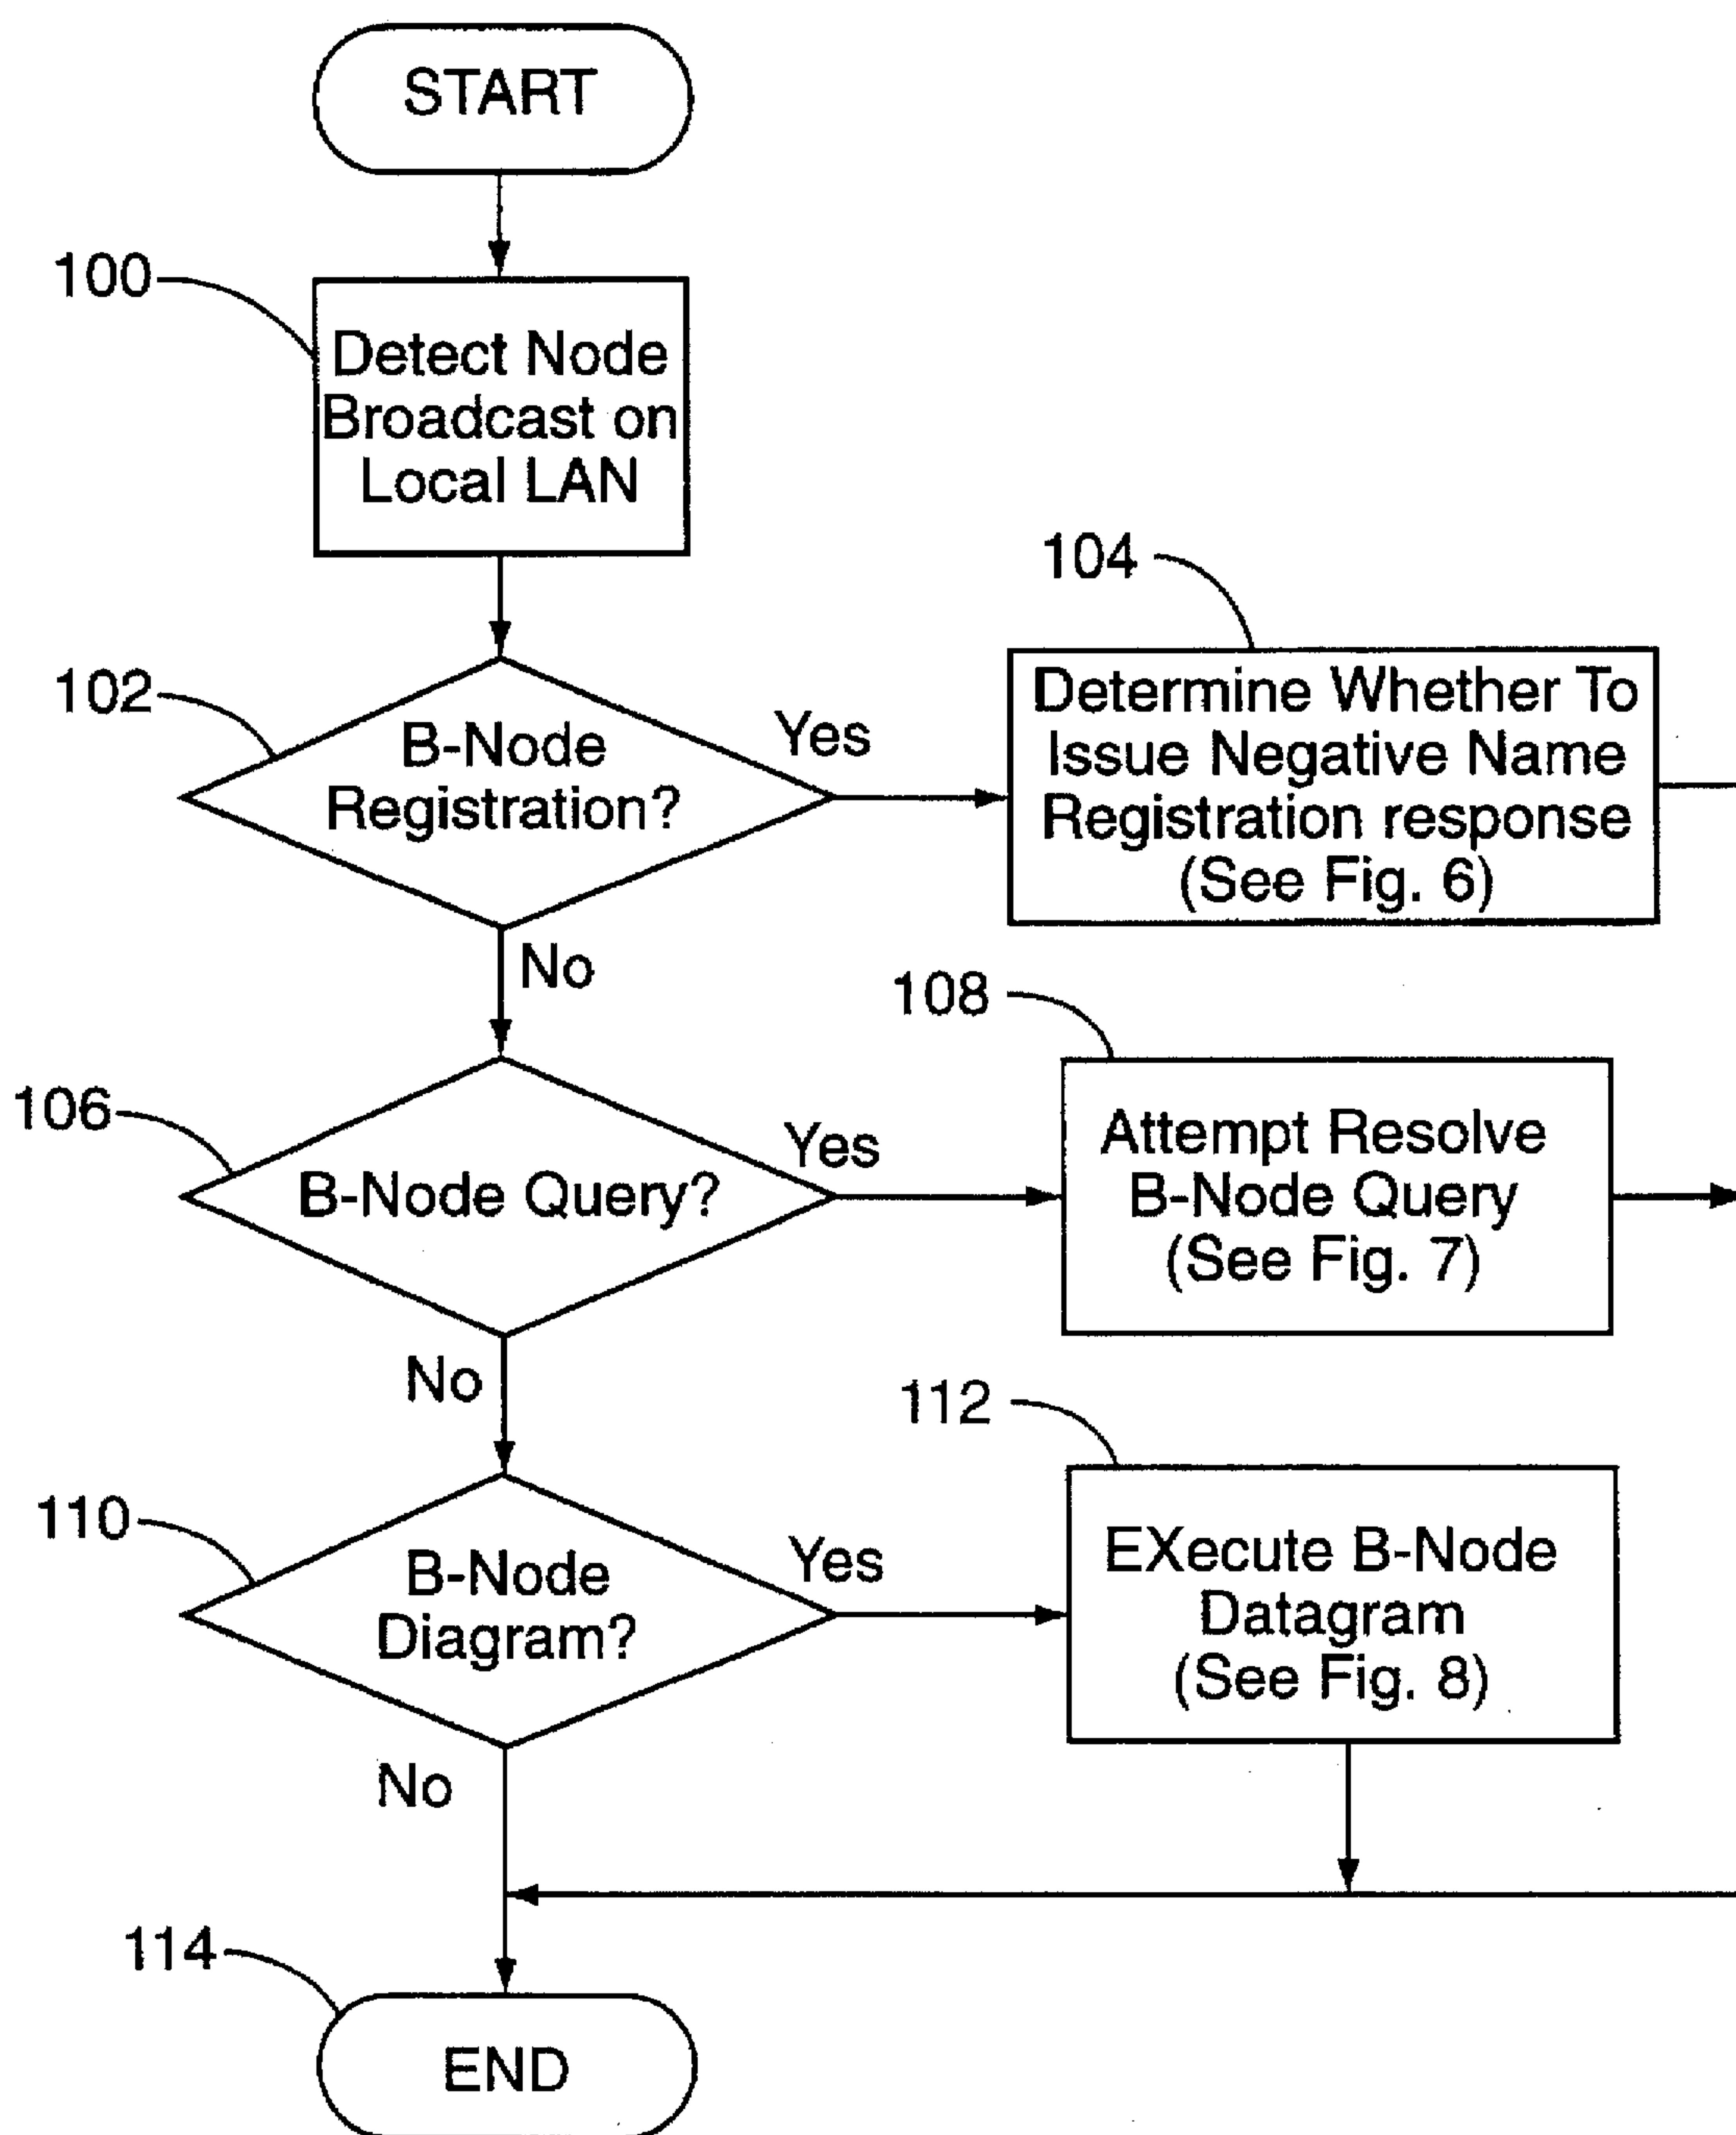 START
100
Detect Node
Broadcast on
Local LAN
104
102
B-Node
Registration?
Yes
Determine Whether To
Issue Negative Name
Registration response
(See Fig. 6)
No
108
106
B-Node Query?
Yes
Attempt Resolve
B-Node Query
(See Fig. 7)
No
112
110
B-Node
Diagram?
Yes
EXecute B-Node
Datagram
(See Fig. 8)
No
114
END